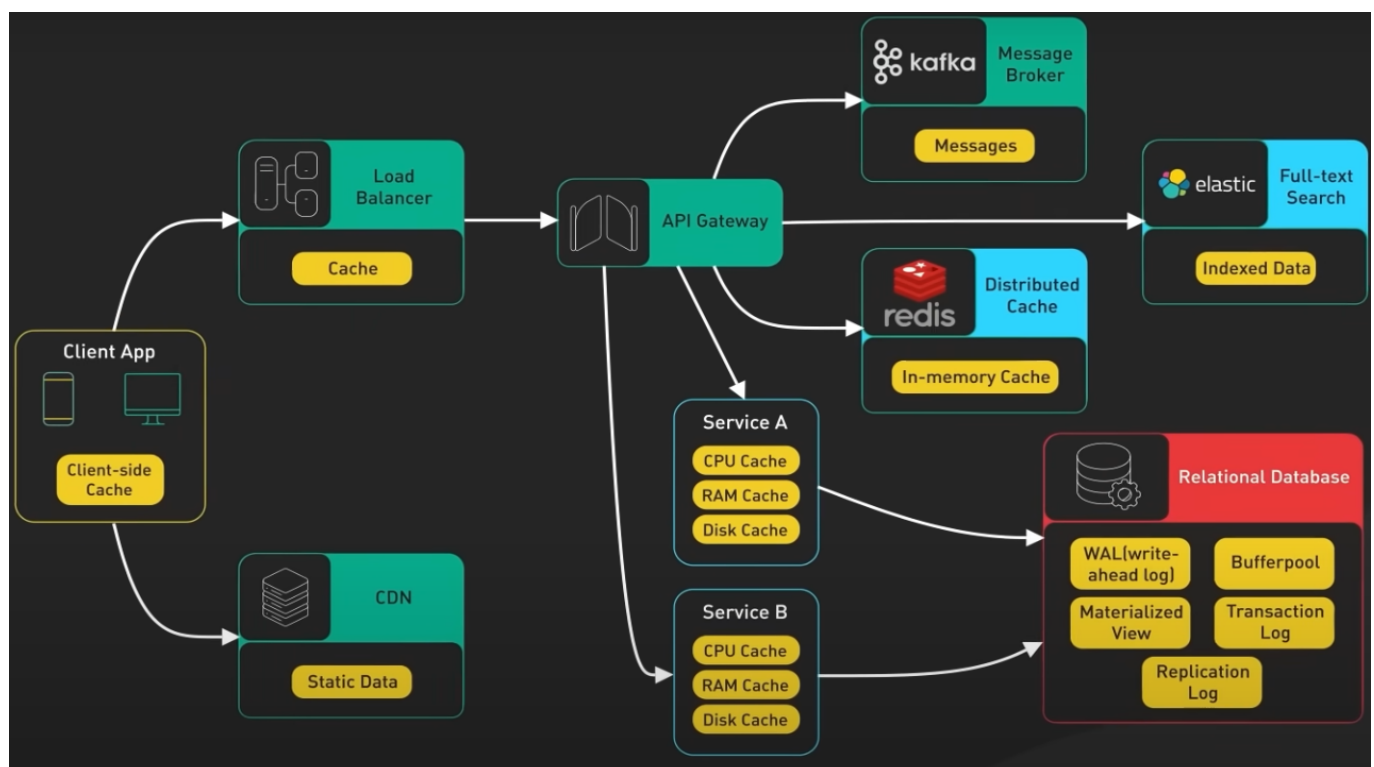 kafka
Message
Broker
Messages
Load
Balancer
Cache
API Gateway
elastic
Full-text
Search
Indexed Data
redis
Distributed
Cache
In-memory Cache
Client App
Client-side
Cache
Service A
CPU Cache
RAM Cache
Disk Cache
Relational Database
WAL(write-
ahead log)
Bufferpool
Materialized
View
Transaction
Log
Replication
Log
CDN
Static Data
Service B
CPU Cache
RAM Cache
Disk Cache